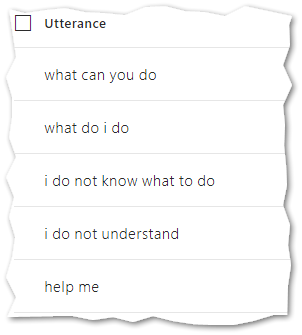 Utterance
what can you do
what do i do
i do not know what to do
i do not understand
help me